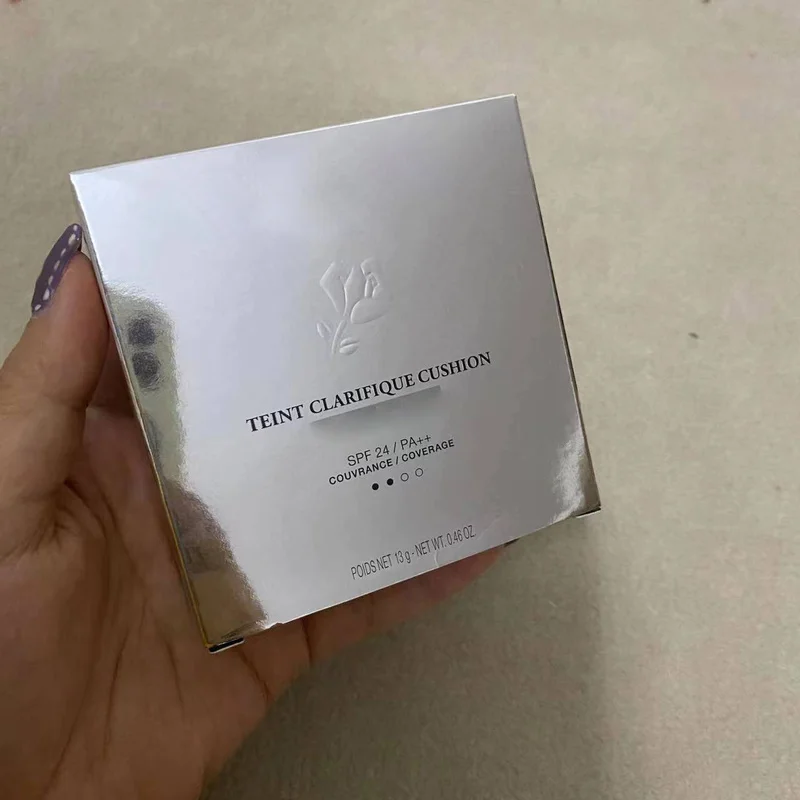 TEINT CLARIFIQUE CUSHION
SPF 24 / PA++
COUVRANCE / COVERAGE
POIDS NET 13 g - NET WT. 0.46 OZ.